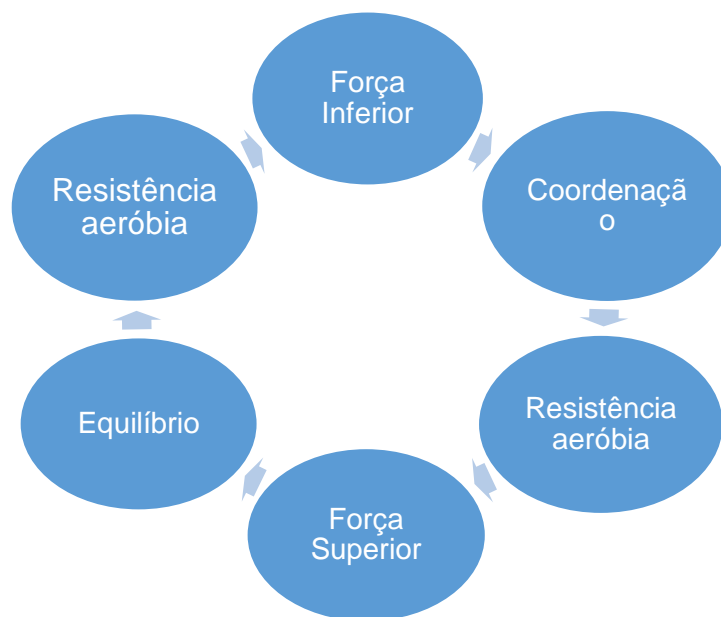 Força
Inferior
Coordenaçã
o
Resistência
aeróbia
Força
Superior
Equilíbrio
Resistência
aeróbia